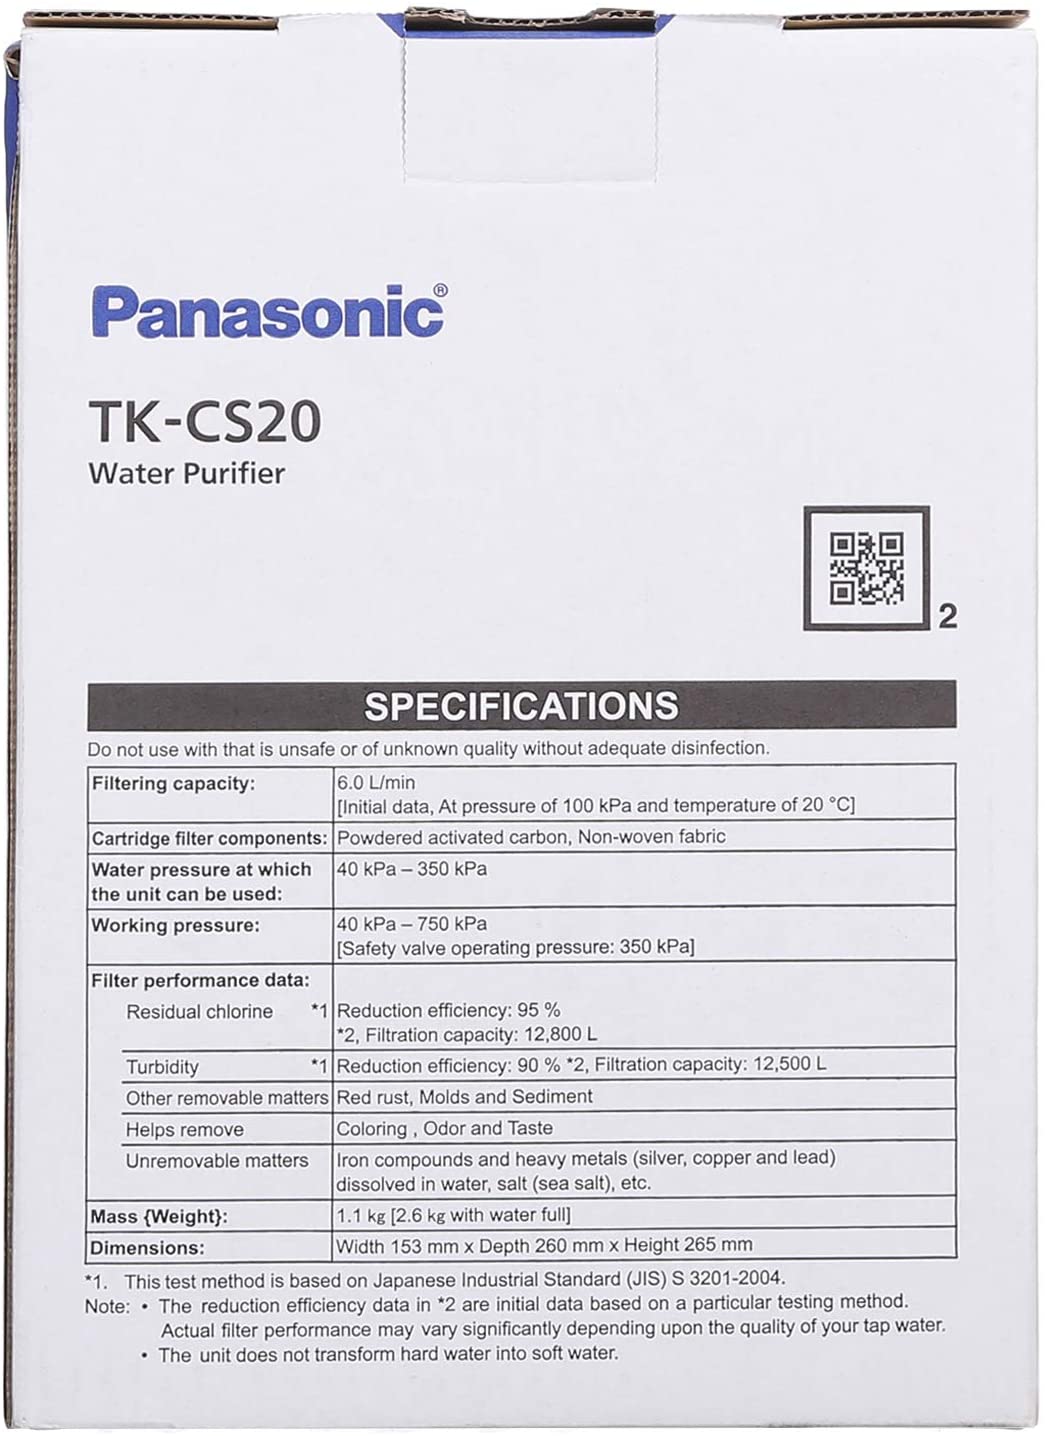 Panasonic®
TK-CS20
Water Purifier
2
SPECIFICATIONS
Do not use with that is unsafe or of unknown quality without adequate disinfection.
Filtering capacity: 6.0 L/min
[Initial data, At pressure of 100 kPa and temperature of 20 °C]
Cartridge filter components: Powdered activated carbon, Non-woven fabric
Water pressure at which 40 kPa – 350 kPa
the unit can be used:
Working pressure: 40 kPa – 750 kPa
[Safety valve operating pressure: 350 kPa]
Filter performance data:
Residual chlorine *1 Reduction efficiency: 95 %
*2, Filtration capacity: 12,800 L
Turbidity *1 Reduction efficiency: 90 % *2, Filtration capacity: 12,500 L
Other removable matters Red rust, Molds and Sediment
Helps remove Coloring , Odor and Taste
Unremovable matters Iron compounds and heavy metals (silver, copper and lead)
dissolved in water, salt (sea salt), etc.
Mass {Weight}: 1.1 kg [2.6 kg with water full]
Dimensions: Width 153 mm x Depth 260 mm x Height 265 mm
*1. This test method is based on Japanese Industrial Standard (JIS) S 3201-2004.
Note: • The reduction efficiency data in *2 are initial data based on a particular testing method.
Actual filter performance may vary significantly depending upon the quality of your tap water.
• The unit does not transform hard water into soft water.